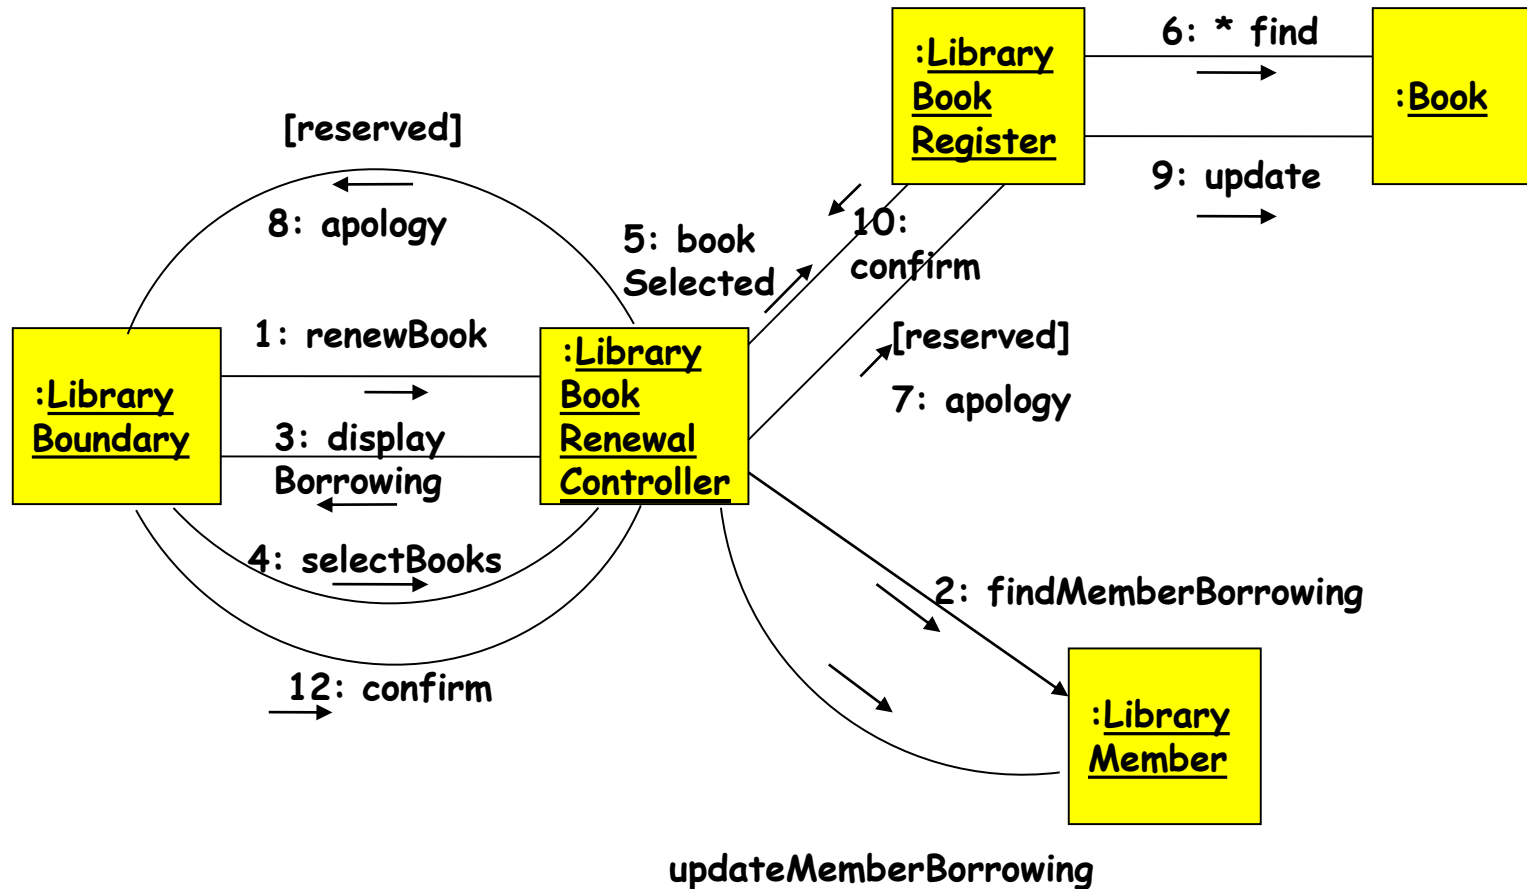 6: * find
:Library
Book
Register
:Book
[reserved]
9: update
8: apology
5: book
Selected
10:
confirm
1: renewBook
[reserved]
:Library
Boundary
:Library
Book
Renewal
Controller
3: display
Borrowing
7: apology
4: selectBooks
2: findMemberBorrowing
12: confirm
:Library
Member
updateMemberBorrowing